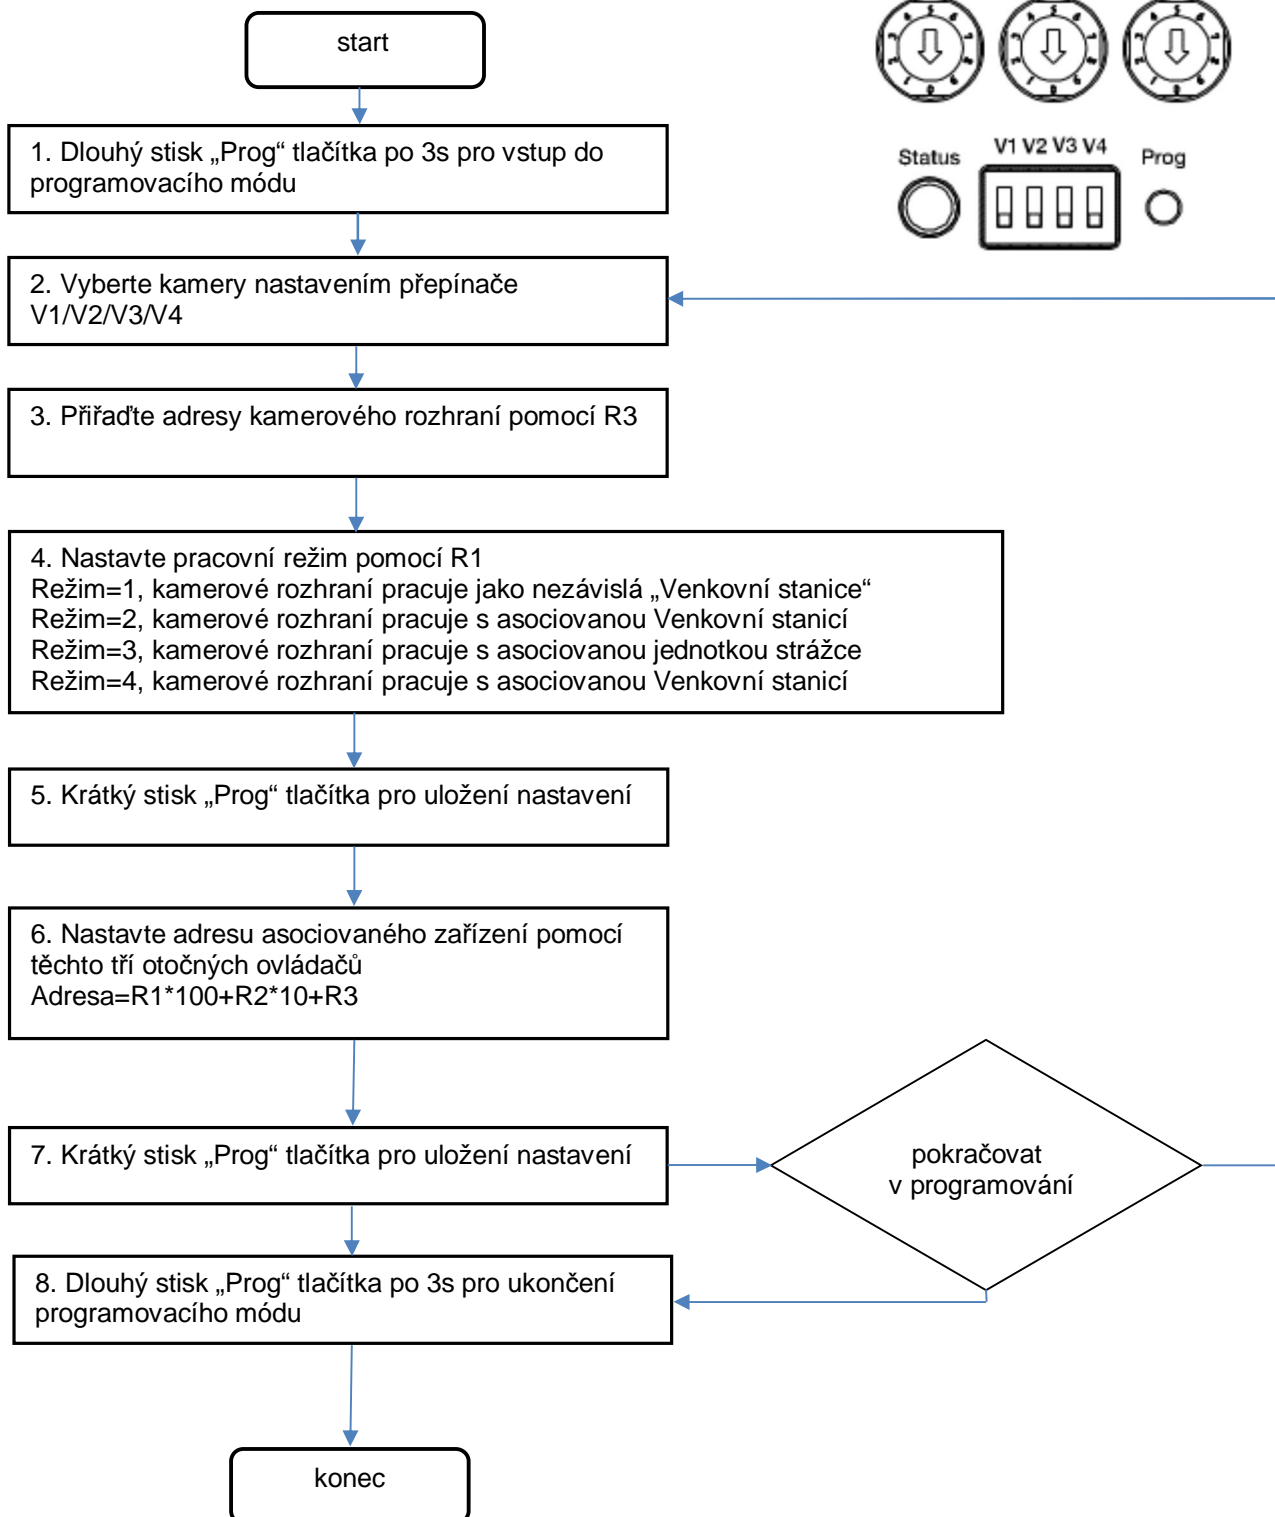 start
1. Dlouhý stisk „Prog“ tlačítka po 3s pro vstup do
programovacího módu
Status
V1 V2 V3 V4
Prog
2. Vyberte kamery nastavením přepínače
V1/V2/V3/V4
3. Přiřaďte adresy kamerového rozhraní pomocí R3
4. Nastavte pracovní režim pomocí R1
Režim=1, kamerové rozhraní pracuje jako nezávislá „Venkovní stanice“
Režim=2, kamerové rozhraní pracuje s asociovanou Venkovní stanicí
Režim=3, kamerové rozhraní pracuje s asociovanou jednotkou strážce
Režim=4, kamerové rozhraní pracuje s asociovanou Venkovní stanicí
5. Krátký stisk „Prog“ tlačítka pro uložení nastavení
6. Nastavte adresu asociovaného zařízení pomocí
těchto tří otočných ovládačů
Adresa=R1*100+R2*10+R3
7. Krátký stisk „Prog“ tlačítka pro uložení nastavení
pokračovat
v programování
8. Dlouhý stisk „Prog“ tlačítka po 3s pro ukončení
programovacího módu
konec